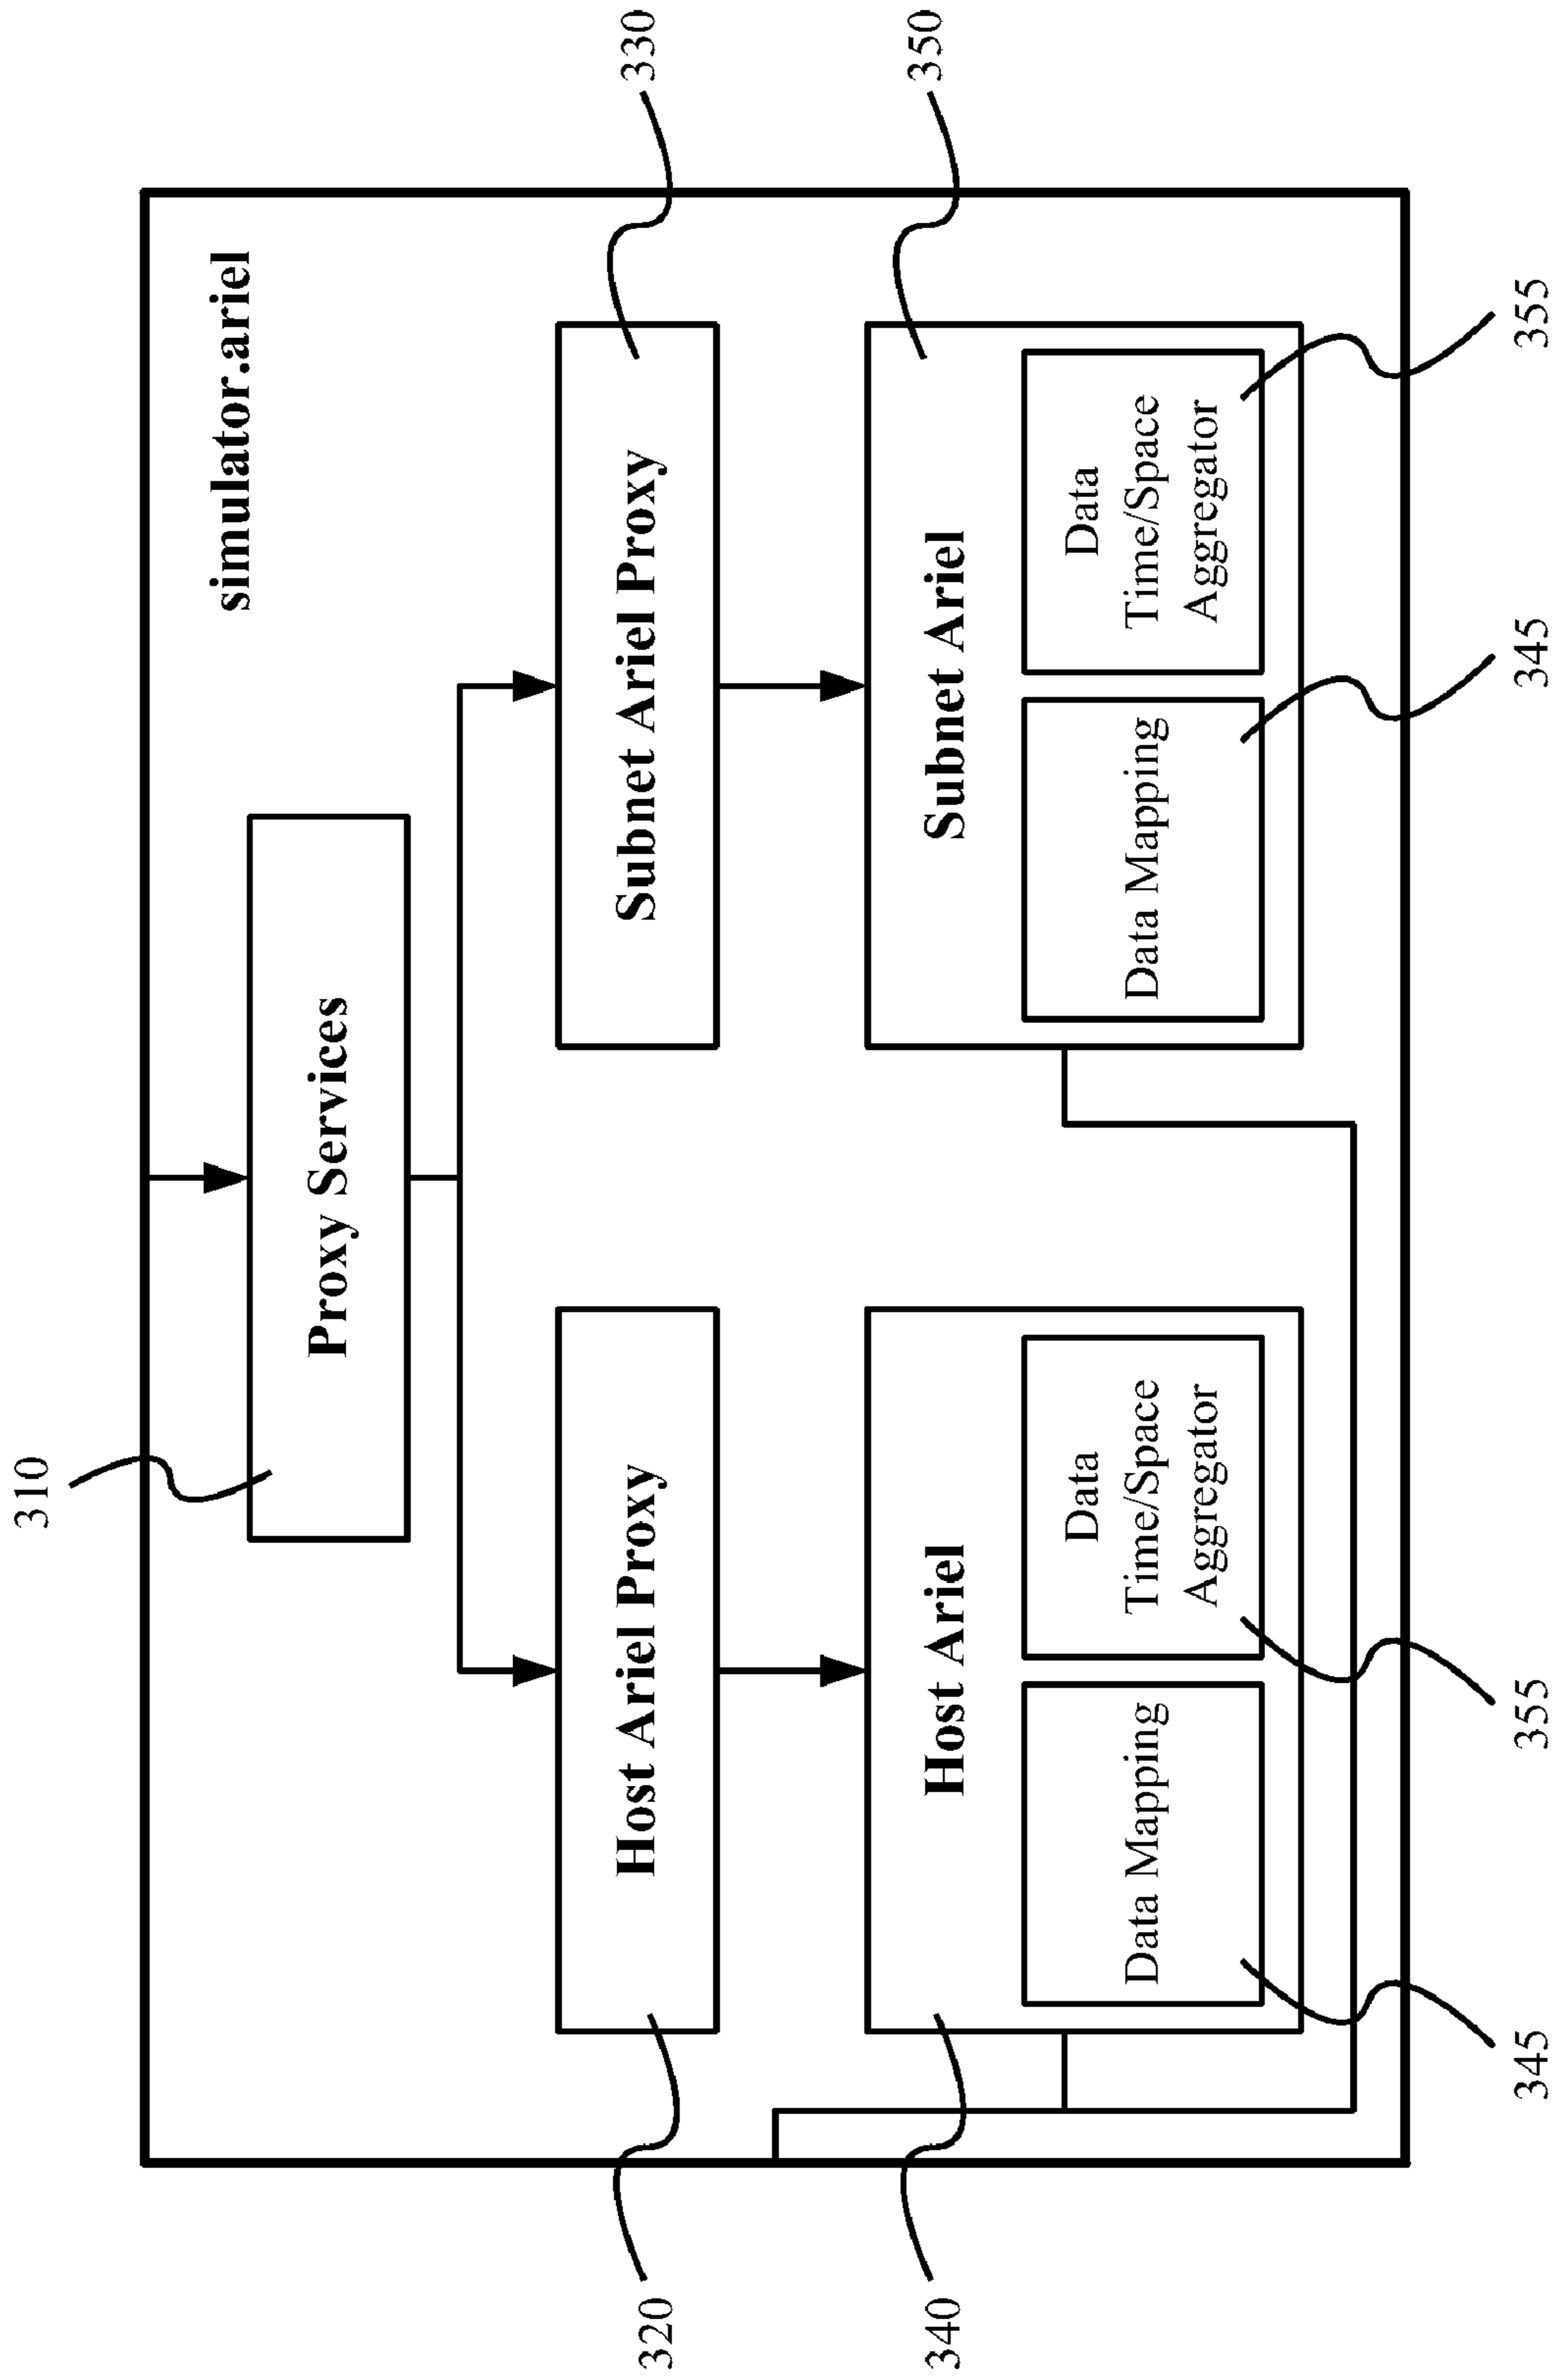 simulator.ariel
310
Proxy Services
Host Ariel Proxy
320
Subnet Ariel Proxy
330
Host Ariel
340
Data Mapping
345
Data
Time/Space
Aggregator
355
Subnet Ariel
350
Data Mapping
345
Data
Time/Space
Aggregator
355